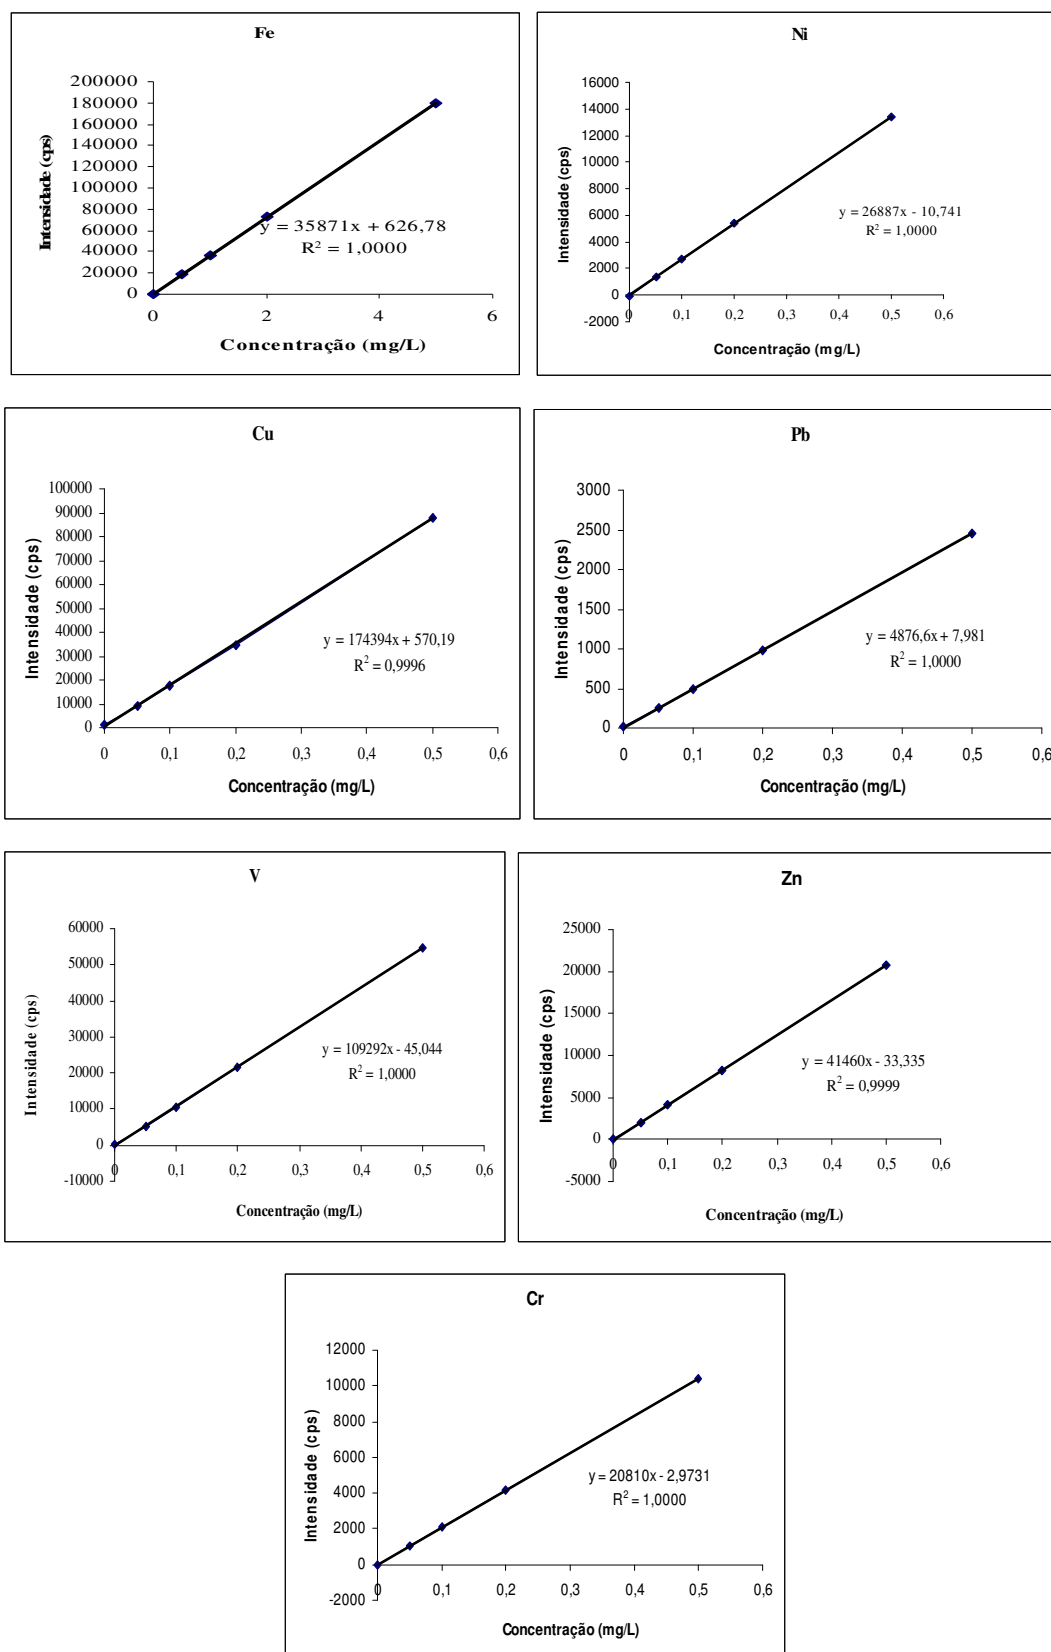 Fe
Intensidade (cps)
200000
180000
160000
140000
120000
100000
80000
60000
40000
20000
0
y = 35871x + 626,78
R² = 1,0000
0 2 4 6
Concentração (mg/L)
Ni
Intensidade (cps)
16000
14000
12000
10000
8000
6000
4000
2000
0
-2000
y = 26887x - 10,741
R² = 1,0000
0 0,1 0,2 0,3 0,4 0,5 0,6
Concentração (mg/L)
Cu
Intensidade (cps)
100000
90000
80000
70000
60000
50000
40000
30000
20000
10000
0
y = 174394x + 570,19
R² = 0,9996
0 0,1 0,2 0,3 0,4 0,5 0,6
Concentração (mg/L)
Pb
Intensidade (cps)
3000
2500
2000
1500
1000
500
0
y = 4876,6x + 7,981
R² = 1,0000
0 0,1 0,2 0,3 0,4 0,5 0,6
Concentração (mg/L)
V
Intensidade (cps)
60000
50000
40000
30000
20000
10000
0
-10000
y = 109292x - 45,044
R² = 1,0000
0 0,1 0,2 0,3 0,4 0,5 0,6
Concentração (mg/L)
Zn
Intensidade (cps)
25000
20000
15000
10000
5000
0
-5000
y = 41460x - 33,335
R² = 0,9999
0 0,1 0,2 0,3 0,4 0,5 0,6
Concentração (mg/L)
Cr
Intensidade (cps)
12000
10000
8000
6000
4000
2000
0
-2000
y = 20810x - 2,9731
R² = 1,0000
0 0,1 0,2 0,3 0,4 0,5 0,6
Concentração (mg/L)